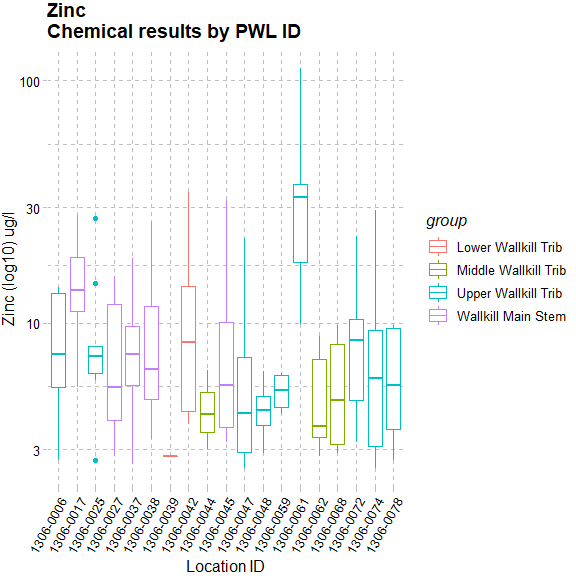 Zinc
Chemical results by PWL ID
100
30
10
3
Zinc (log10) ug/l
1306-0006
1306-0017
1306-0025
1306-0027
1306-0037
1306-0038
1306-0039
1306-0042
1306-0044
1306-0045
1306-0047
1306-0048
1306-0059
1306-0061
1306-0062
1306-0068
1306-0072
1306-0074
1306-0078
Location ID
group
Lower Wallkill Trib
Middle Wallkill Trib
Upper Wallkill Trib
Wallkill Main Stem